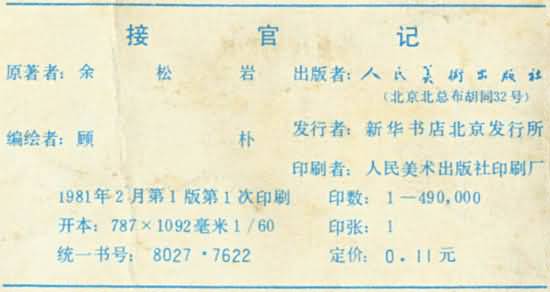 接官记
原著者：余松岩
出版者：人民美術出版社
（北京北总布胡同32号）
编绘者：顾朴
发行者：新华书店北京发行所
印刷者：人民美术出版社印刷厂
1981年2月第1版第1次印刷
印数：1—490,000
开本：787×1092毫米1/60
印张：1
统一书号：8027·7622
定价：0.11元